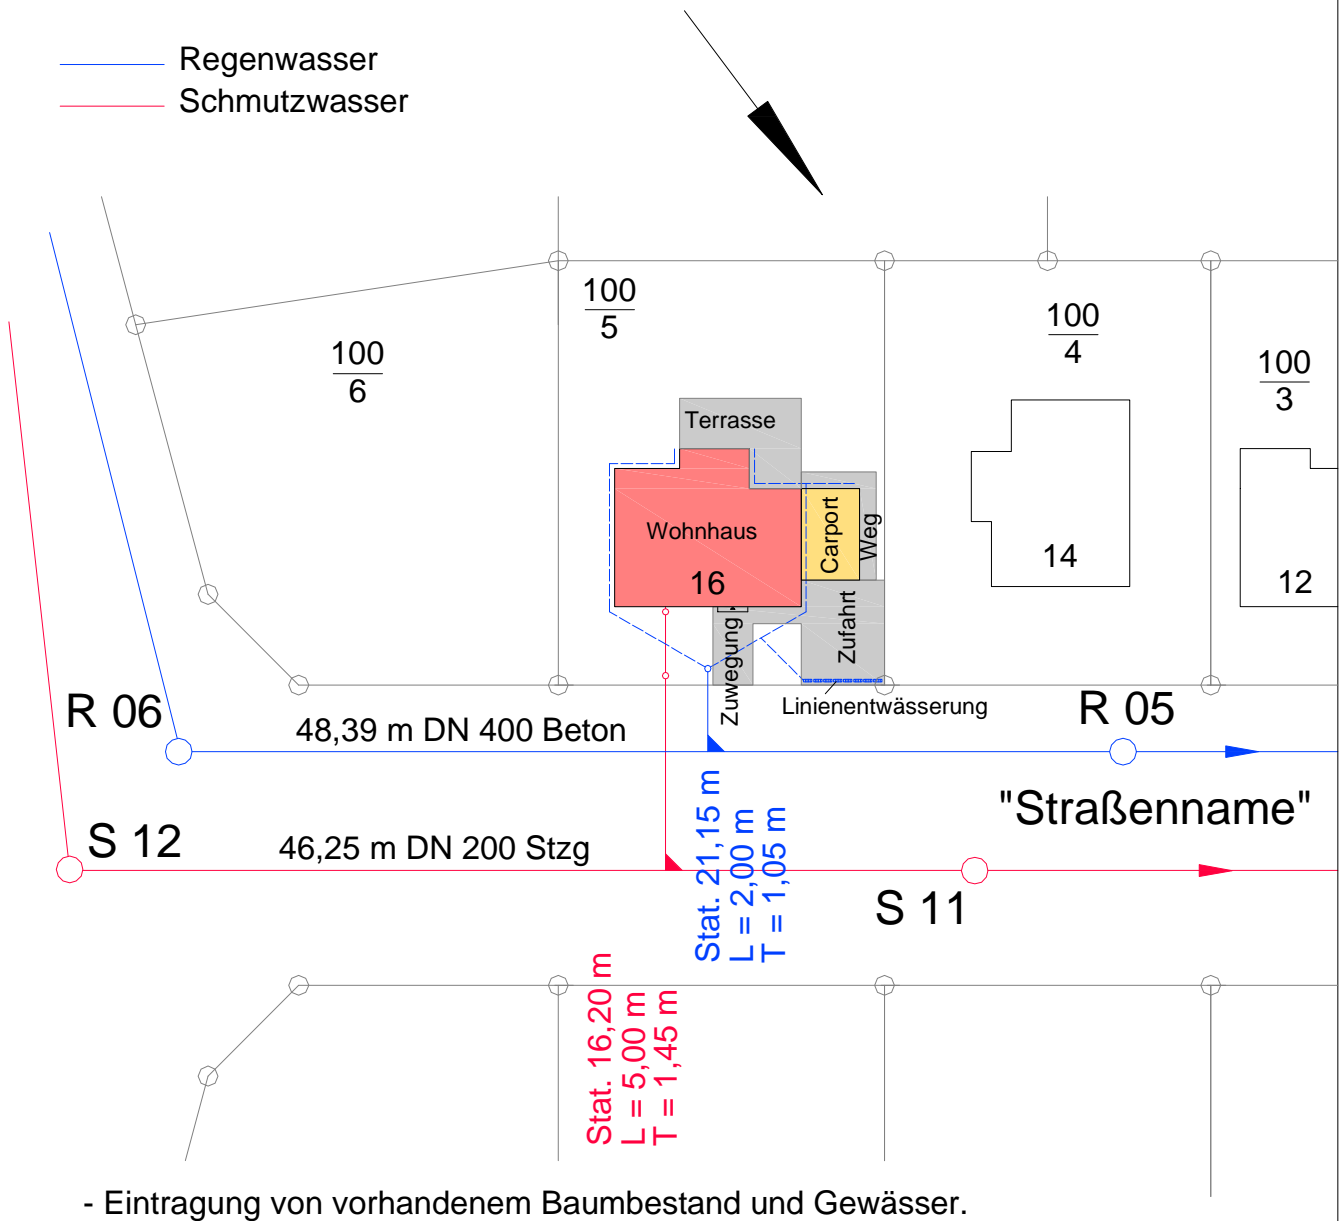 Regenwasser
Schmutzwasser
100
5
100
4
100
6
100
3
Terrasse
Wohnhaus
16
Carport
Weg
14
12
Zuwegung
Zufahrt
Linienentwässerung
R 06
48,39 m DN 400 Beton
R 05
"Straßenname"
S 12
46,25 m DN 200 Stzg
S 11
Stat. 21,15 m
L = 2,00 m
T = 1,05 m
Stat. 16,20 m
L = 5,00 m
T = 1,45 m
- Eintragung von vorhandenem Baumbestand und Gewässer.